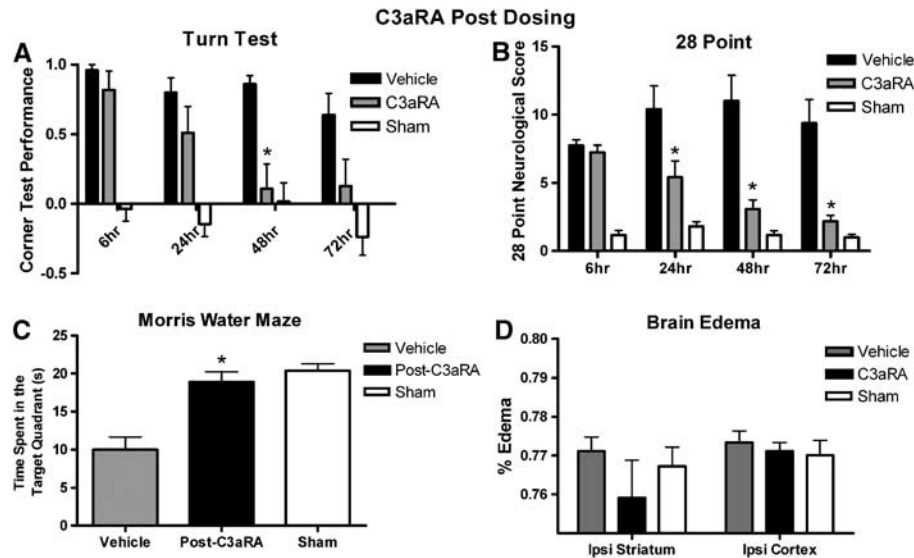 C3aRA Post Dosing
A
Turn Test
Corner Test Performance
1.0
0.5
0.0
-0.5
Vehicle
C3aRA
Sham
*
6hr
24hr
48hr
72hr
B
28 Point
28 Point Neurological Score
15
10
5
0
Vehicle
C3aRA
Sham
*
*
*
6hr
24hr
48hr
72hr
C
Morris Water Maze
Time Spent in the
Target Quadrant (s)
25
20
15
10
5
0
*
Vehicle
Post-C3aRA
Sham
Vehicle
Post-C3aRA
Sham
D
Brain Edema
% Edema
0.80
0.79
0.78
0.77
0.76
Vehicle
C3aRA
Sham
Ipsi Striatum
Ipsi Cortex